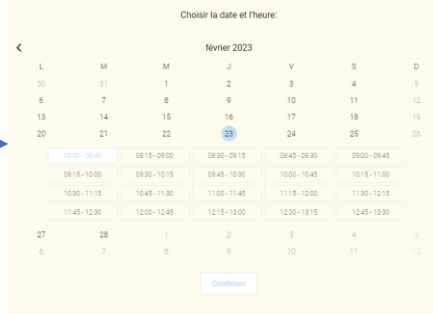 Choisir la date et l'heure:
février 2023
L M M J V S D
30 31 1 2 3 4 5
6 7 8 9 10 11 12
13 14 15 16 17 18 19
20 21 22 23 24 25 26
08:00 - 08:45 08:15 - 09:00 08:30 - 09:15 08:45 - 09:30 09:00 - 09:45
09:15 - 10:00 09:30 - 10:15 09:45 - 10:30 10:00 - 10:45 10:15 - 11:00
10:30 - 11:15 10:45 - 11:30 11:00 - 11:45 11:15 - 12:00 11:30 - 12:15
11:45 - 12:30 12:00 - 12:45 12:15 - 13:00 12:30 - 13:15 12:45 - 13:30
27 28 1 2 3 4 5
6 7 8 9 10 11 12
Continuer